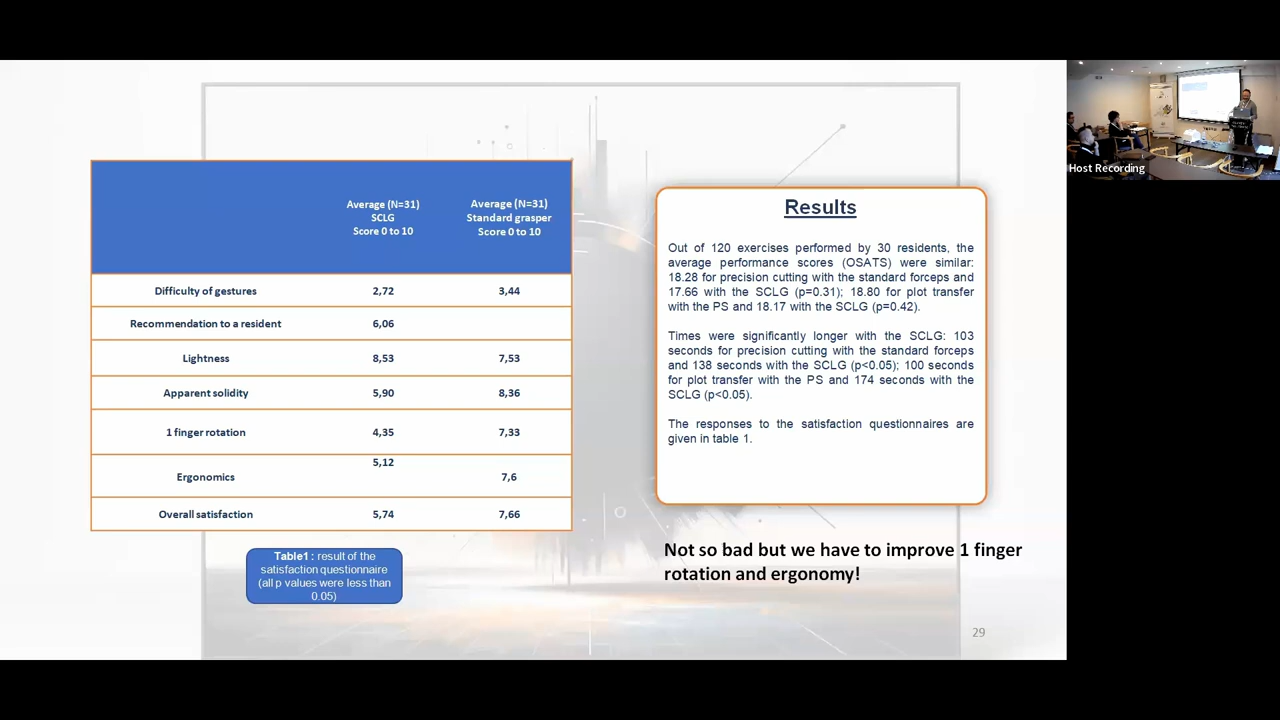 Average (N=31)
SCLG
Score 0 to 10
Average (N=31)
Standard grasper
Score 0 to 10
Difficulty of gestures 2,72 3,44
Recommendation to a resident 6,06
Lightness 8,53 7,53
Apparent solidity 5,90 8,36
1 finger rotation 4,35 7,33
Ergonomics 5,12 7,6
Overall satisfaction 5,74 7,66
Table1 : result of the
satisfaction questionnaire
(all p values were less than
0.05)
Results
Out of 120 exercises performed by 30 residents, the
average performance scores (OSATS) were similar:
18.28 for precision cutting with the standard forceps and
17.66 with the SCLG (p=0.31); 18.80 for plot transfer
with the PS and 18.17 with the SCLG (p=0.42).
Times were significantly longer with the SCLG: 103
seconds for precision cutting with the standard forceps
and 138 seconds with the SCLG (p<0.05); 100 seconds
for plot transfer with the PS and 174 seconds with the
SCLG (p<0.05).
The responses to the satisfaction questionnaires are
given in table 1.
Not so bad but we have to improve 1 finger
rotation and ergonomy!
29
Host Recording